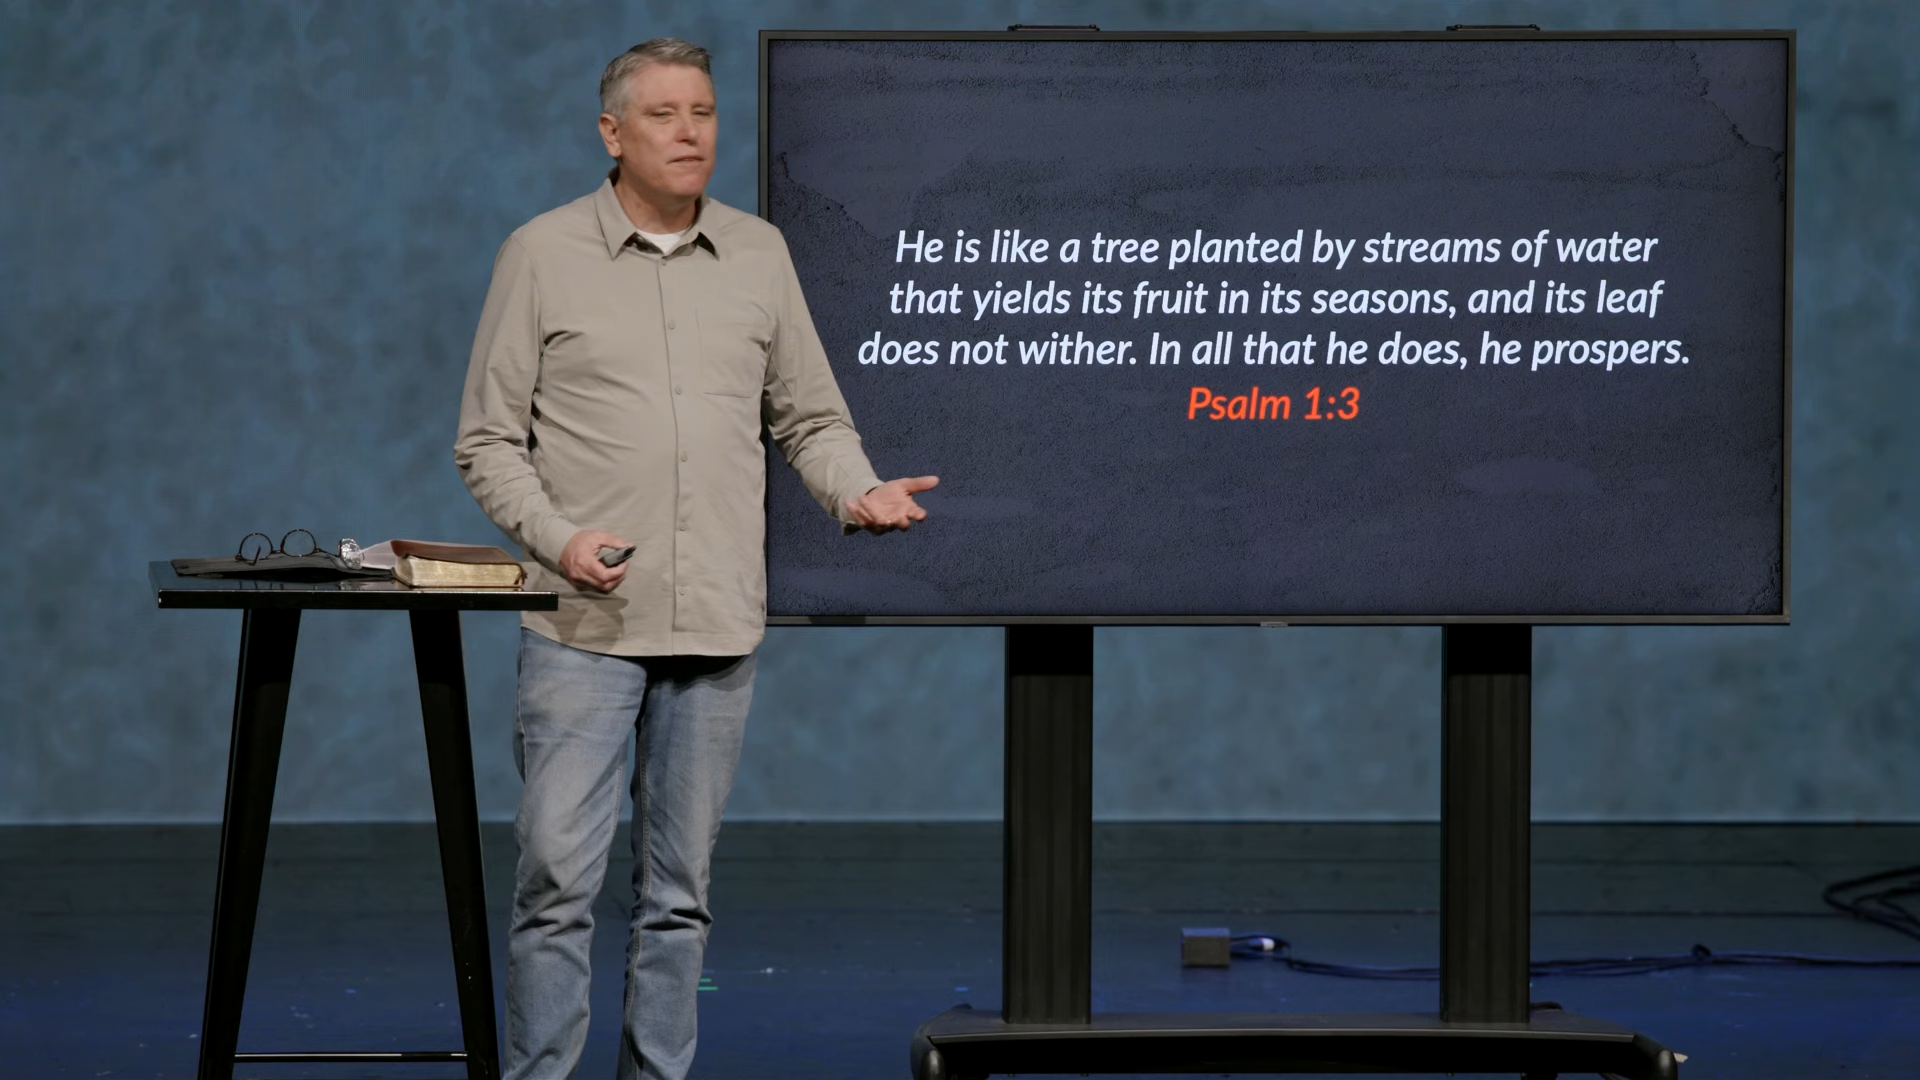 He is like a tree planted by streams of water
that yields its fruit in its seasons, and its leaf
does not wither. In all that he does, he prospers.
Psalm 1:3